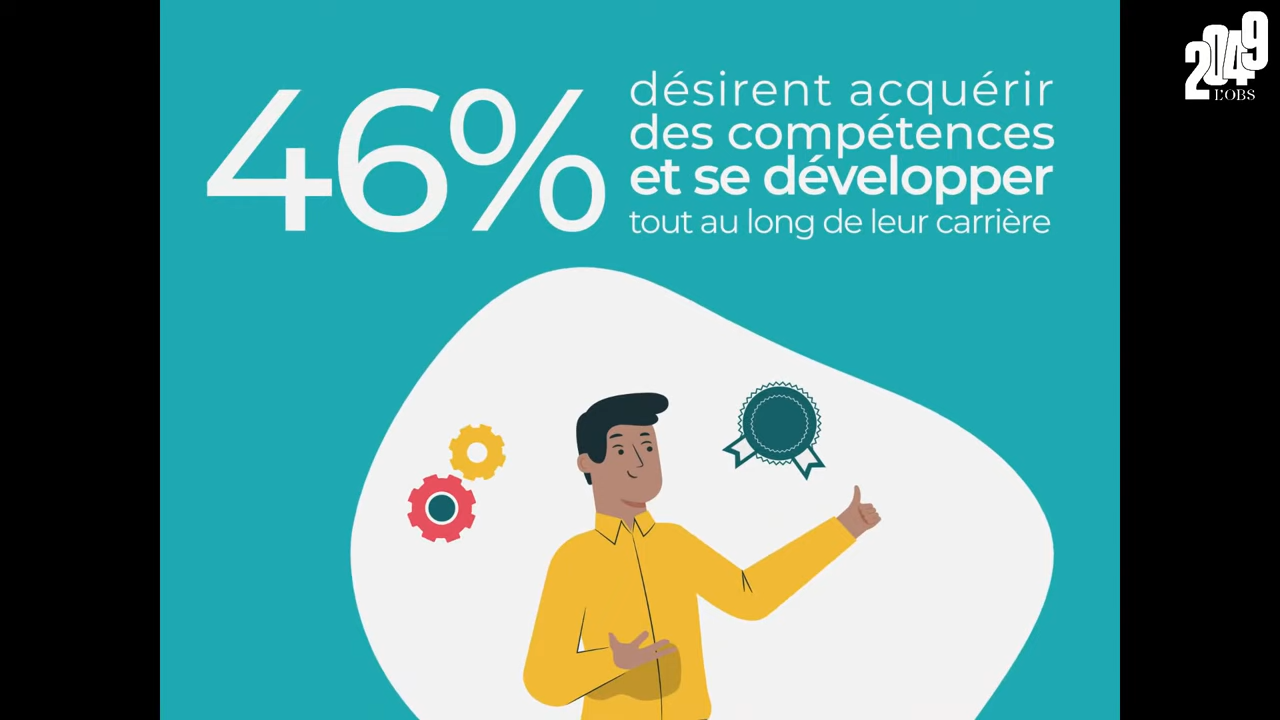 46%
désirent acquérir
des compétences
et se développer
tout au long de leur carrière
2049
L'OBS